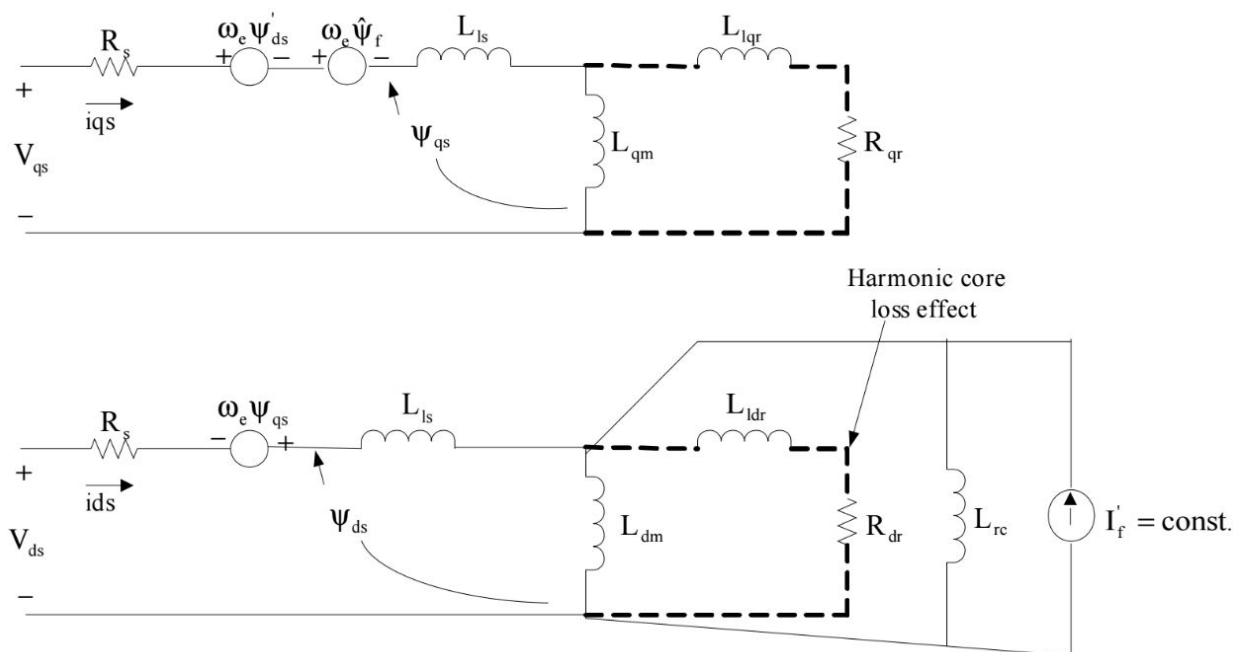 R_s
ω_e ψ'_ds
ω_e ψ̂_f
L_ls
L_lqr
+ − + −
+
iqs
ψ_qs
L_qm
R_qr
V_qs
−
Harmonic core
loss effect
R_s
ω_e ψ_qs
L_ls
L_ldr
− +
+
ids
ψ_ds
L_dm
R_dr
L_rc
I'_f = const.
V_ds
−